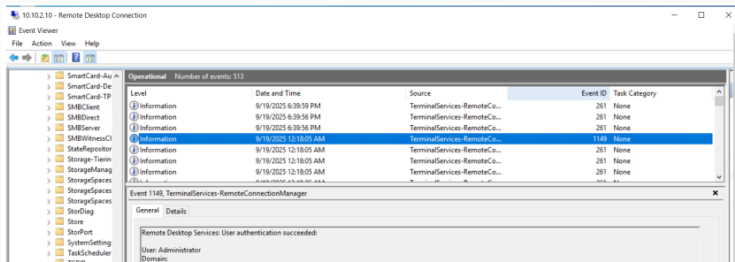 10.10.2.10 - Remote Desktop Connection
Event Viewer
File Action View Help
SmartCard-Au
SmartCard-De
SmartCard-TP
SMBClient
SMBDirect
SMBServer
SMBWitnessCl
StateRepositor
Storage-Tierin
StorageManag
StorageSpaces
StorageSpaces
StorageSpaces
StorDiag
Store
StorPort
SystemSetting
TaskScheduler
Operational Number of events: 513
Level Date and Time Source Event ID Task Category
Information 9/19/2025 6:39:59 PM TerminalServices-RemoteCo... 261 None
Information 9/19/2025 6:39:56 PM TerminalServices-RemoteCo... 261 None
Information 9/19/2025 6:39:56 PM TerminalServices-RemoteCo... 261 None
Information 9/19/2025 12:18:05 AM TerminalServices-RemoteCo... 1149 None
Information 9/19/2025 12:18:05 AM TerminalServices-RemoteCo... 261 None
Information 9/19/2025 12:18:05 AM TerminalServices-RemoteCo... 261 None
Information 9/19/2025 12:18:05 AM TerminalServices-RemoteCo... 261 None
Event 1149, TerminalServices-RemoteConnectionManager
General Details
Remote Desktop Services: User authentication succeeded:
User: Administrator
Domain: